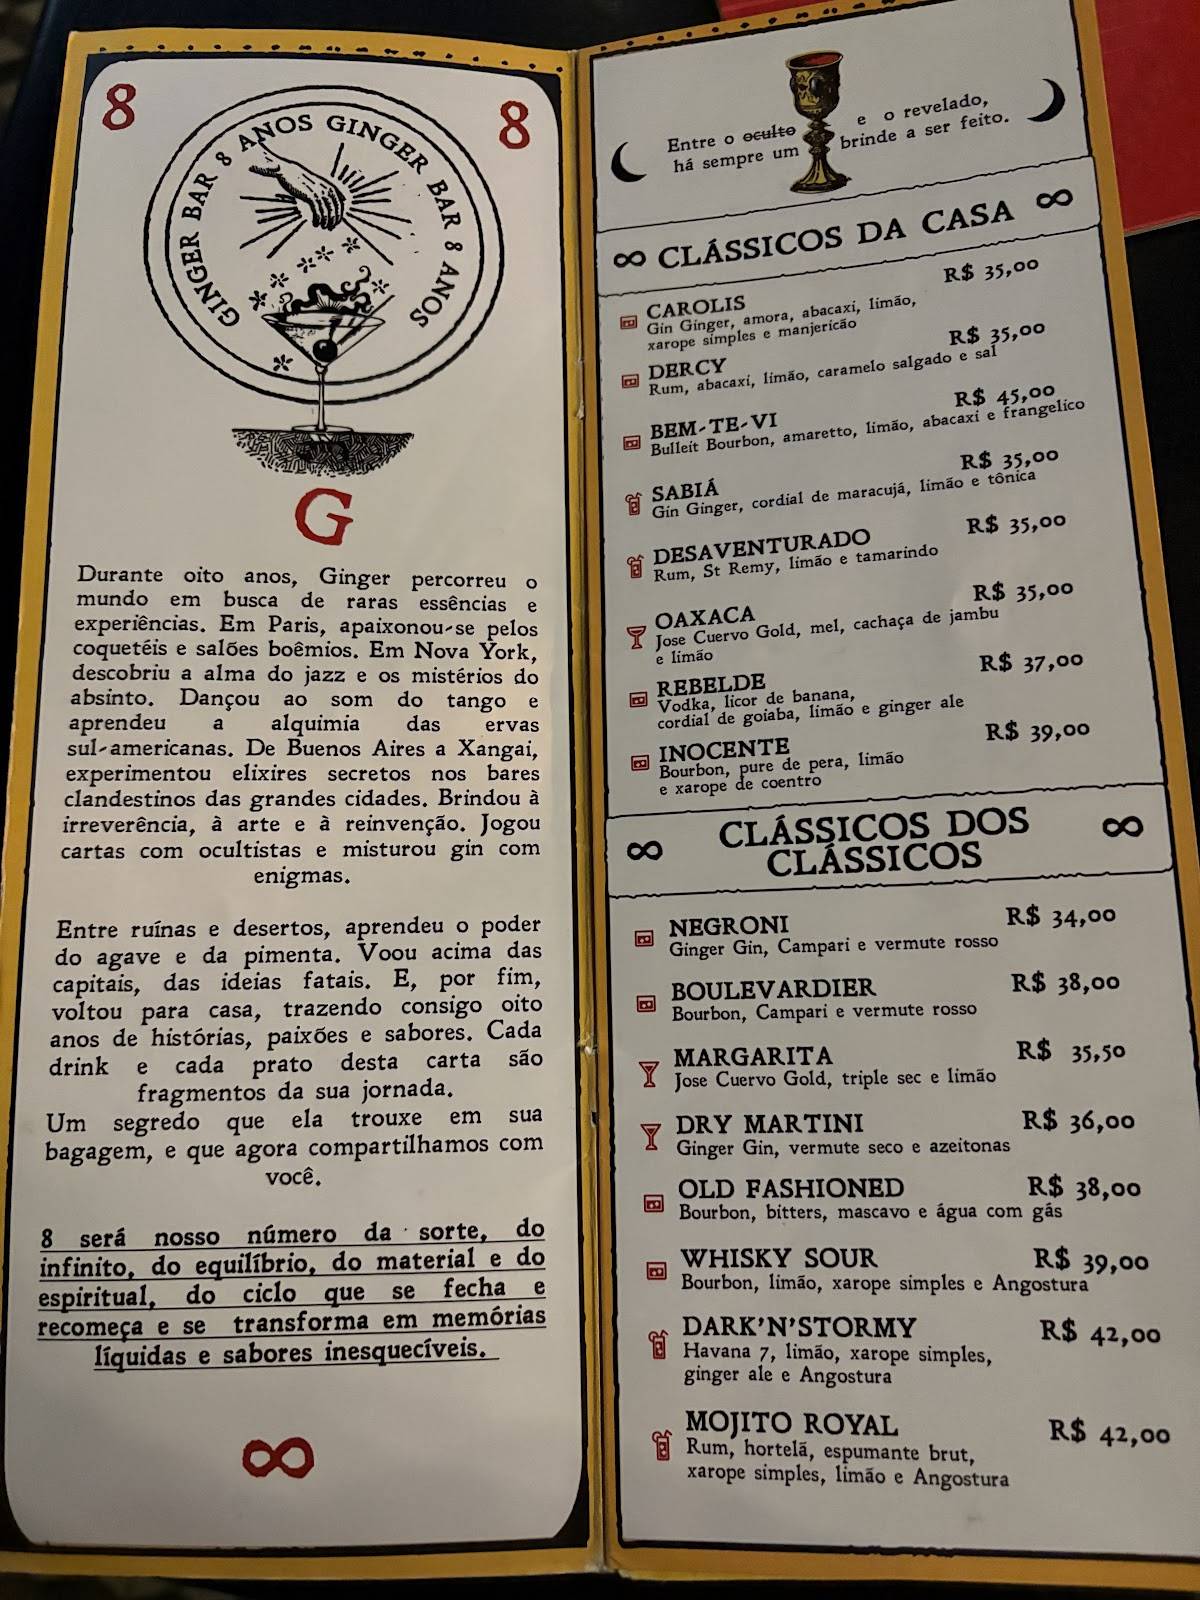 8
8
GINGER BAR 8 ANOS GINGER BAR 8 ANOS
G
Durante oito anos, Ginger percorreu o
mundo em busca de raras essências e
experiências. Em Paris, apaixonou-se pelos
coquetéis e salões boêmios. Em Nova York,
descobriu a alma do jazz e os mistérios do
absinto. Dançou ao som do tango e
aprendeu a alquimia das ervas
sul-americanas. De Buenos Aires a Xangai,
experimentou elixires secretos nos bares
clandestinos das grandes cidades. Brindou à
irreverência, à arte e à reinvenção. Jogou
cartas com ocultistas e misturou gin com
enigmas.
Entre ruínas e desertos, aprendeu o poder
do agave e da pimenta. Voou acima das
capitais, das ideias fatais. E, por fim,
voltou para casa, trazendo consigo oito
anos de histórias, paixões e sabores. Cada
drink e cada prato desta carta são
fragmentos da sua jornada.
Um segredo que ela trouxe em sua
bagagem, e que agora compartilhamos com
você.
8 será nosso número da sorte, do
infinito, do equilíbrio, do material e do
espiritual, do ciclo que se fecha e
recomeça e se transforma em memórias
líquidas e sabores inesquecíveis.
∞
Entre o oculto e o revelado,
há sempre um brinde a ser feito.
∞ CLÁSSICOS DA CASA ∞
CAROLIS R$ 35,00
Gin Ginger, amora, abacaxi, limão,
xarope simples e manjericão
DERCY R$ 35,00
Rum, abacaxi, limão, caramelo salgado e sal
BEM-TE-VI R$ 45,00
Bulleit Bourbon, amaretto, limão, abacaxi e frangelico
SABIÁ R$ 35,00
Gin Ginger, cordial de maracujá, limão e tônica
DESAVENTURADO R$ 35,00
Rum, St Remy, limão e tamarindo
OAXACA R$ 35,00
Jose Cuervo Gold, mel, cachaça de jambu
e limão
REBELDE R$ 37,00
Vodka, licor de banana,
cordial de goiaba, limão e ginger ale
INOCENTE R$ 39,00
Bourbon, pure de pera, limão
e xarope de coentro
∞ CLÁSSICOS DOS ∞
CLÁSSICOS
NEGRONI R$ 34,00
Ginger Gin, Campari e vermute rosso
BOULEVARDIER R$ 38,00
Bourbon, Campari e vermute rosso
MARGARITA R$ 35,50
Jose Cuervo Gold, triple sec e limão
DRY MARTINI R$ 36,00
Ginger Gin, vermute seco e azeitonas
OLD FASHIONED R$ 38,00
Bourbon, bitters, mascavo e água com gás
WHISKY SOUR R$ 39,00
Bourbon, limão, xarope simples e Angostura
DARK'N'STORMY R$ 42,00
Havana 7, limão, xarope simples,
ginger ale e Angostura
MOJITO ROYAL R$ 42,00
Rum, hortelã, espumante brut,
xarope simples, limão e Angostura